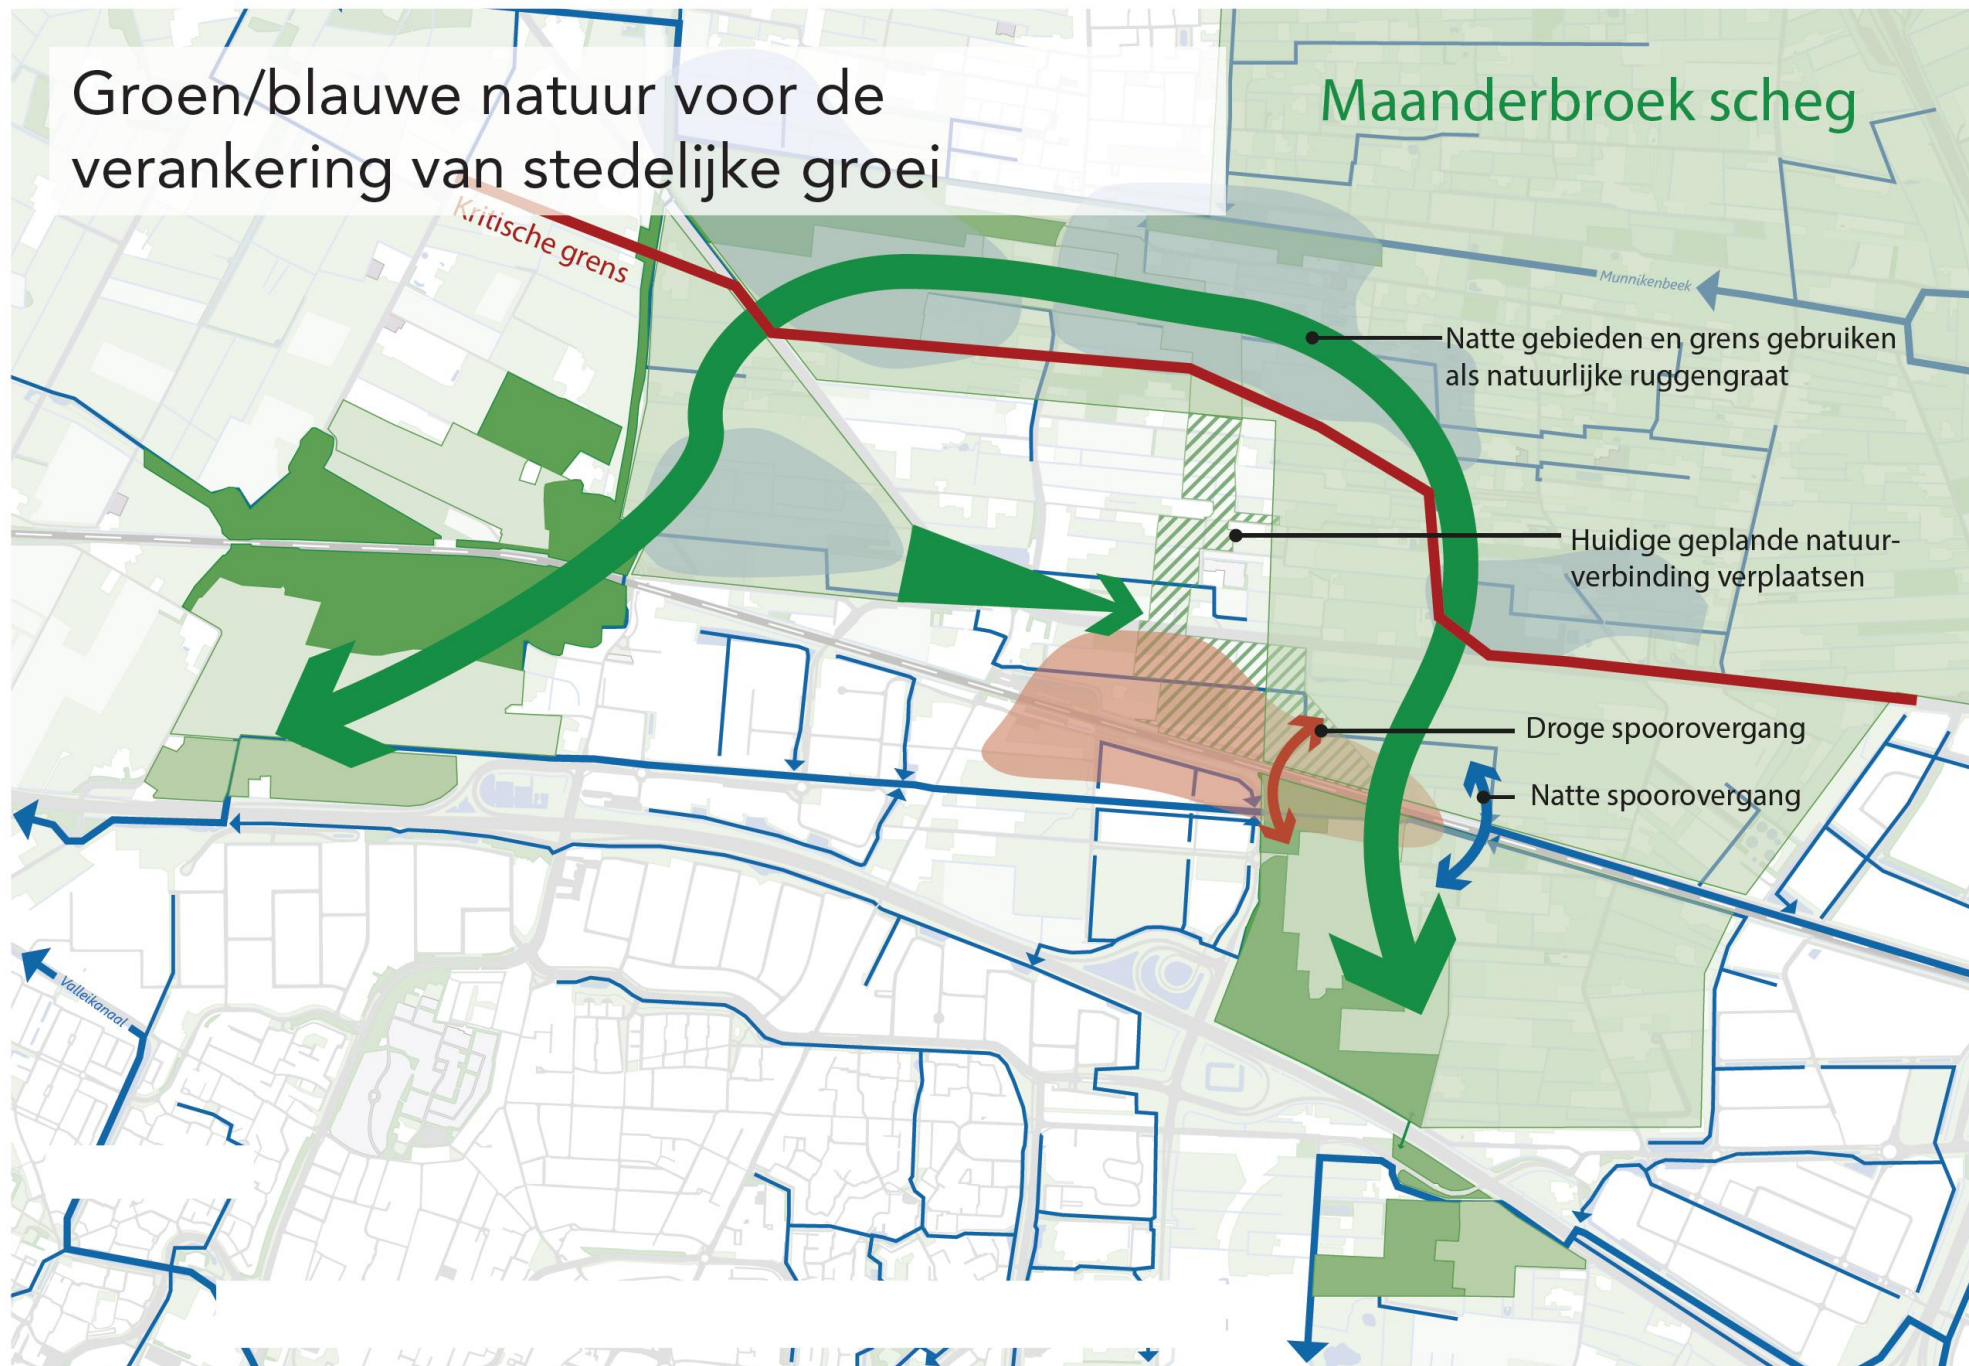 Groen/blauwe natuur voor de
verankering van stedelijke groei
Maanderbroek scheg
Kritische grens
Munnikenbeek
Natte gebieden en grens gebruiken
als natuurlijke ruggengraat
Huidige geplande natuur-
verbinding verplaatsen
Droge spoorovergang
Natte spoorovergang
Valleikanaal